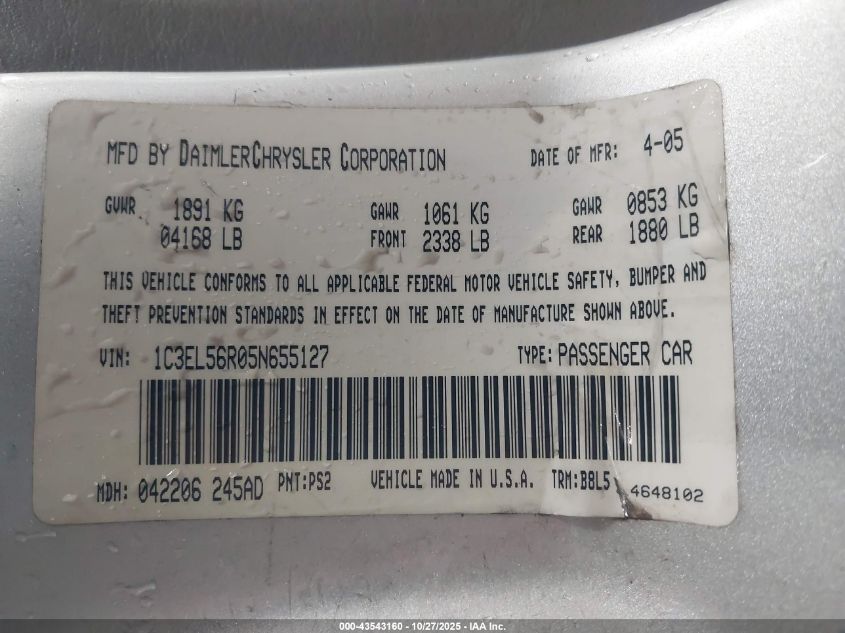 MFD BY DAIMLERCHRYSLER CORPORATION DATE OF MFR: 4-05
GVWR 1891 KG GAWR 1061 KG GAWR 0853 KG
04168 LB FRONT 2338 LB REAR 1880 LB
THIS VEHICLE CONFORMS TO ALL APPLICABLE FEDERAL MOTOR VEHICLE SAFETY, BUMPER AND
THEFT PREVENTION STANDARDS IN EFFECT ON THE DATE OF MANUFACTURE SHOWN ABOVE.
VIN: 1C3EL56R05N655127 TYPE: PASSENGER CAR
MDH: 042206 245AD PNT:PS2 VEHICLE MADE IN U.S.A. TRM:B8L5 4648102
000-43543160 - 10/27/2025 - IAA Inc.